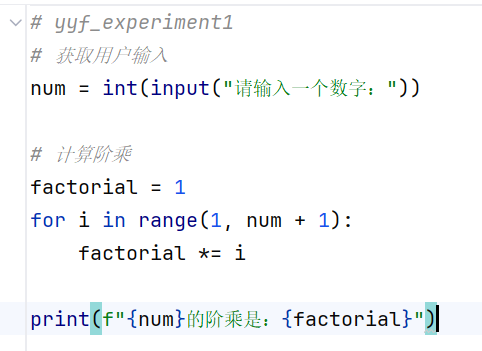 # yyf_experiment1
# 获取用户输入
num = int(input("请输入一个数字："))
# 计算阶乘
factorial = 1
for i in range(1, num + 1):
    factorial *= i
print(f"{num}的阶乘是：{factorial}")